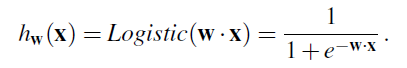 h_w(x) = Logistic(w · x) = 1 / (1 + e^{−w·x}) .